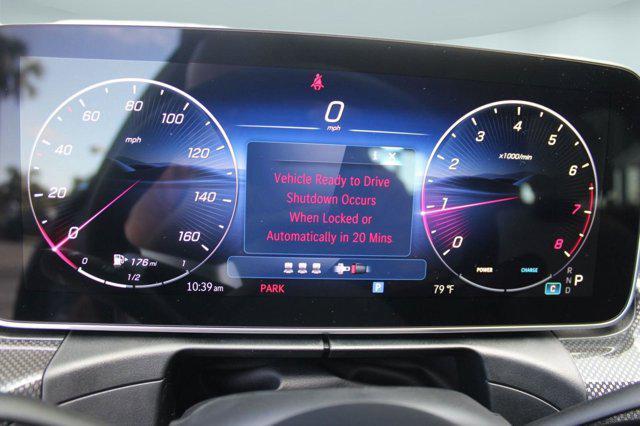 0
mph
0
20
40
60
80
100
120
140
160
mph
0
1/2
1
176 mi
i X
Vehicle Ready to Drive
Shutdown Occurs
When Locked or
Automatically in 20 Mins
0
1
2
3
4
5
6
7
8
x1000/min
POWER
CHARGE
10:39 am
PARK
P
79 °F
C
R
N
D
P